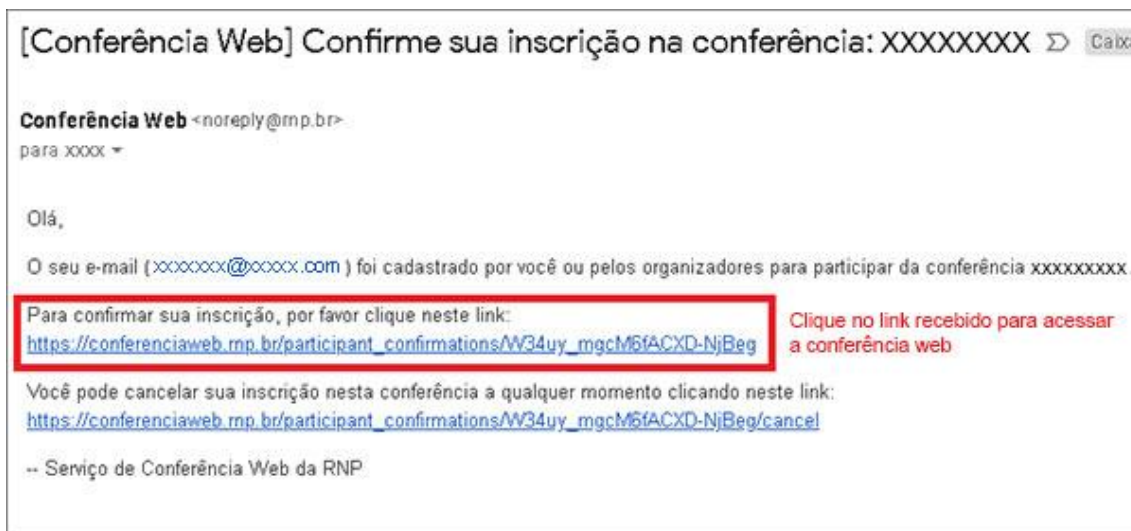 [Conferência Web] Confirme sua inscrição na conferência: XXXXXXXX
Conferência Web <noreply@rnp.br>
para xxxx
Olá,
O seu e-mail (xxxxxxx@xxxxx.com ) foi cadastrado por você ou pelos organizadores para participar da conferência xxxxxxxxx.
Para confirmar sua inscrição, por favor clique neste link:
https://conferenciaweb.rnp.br/participant_confirmations/W34uy_mgcM6fACXD-NjBeg
Clique no link recebido para acessar
a conferência web
Você pode cancelar sua inscrição nesta conferência a qualquer momento clicando neste link:
https://conferenciaweb.rnp.br/participant_confirmations/W34uy_mgcM6fACXD-NjBeg/cancel
-- Serviço de Conferência Web da RNP